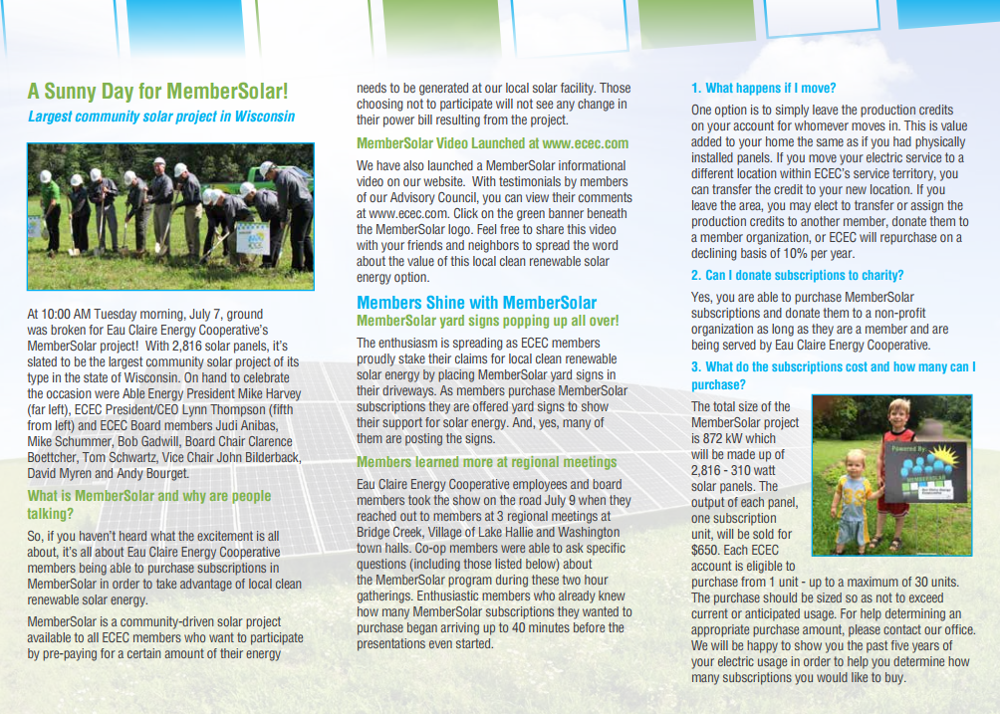 A Sunny Day for MemberSolar!
Largest community solar project in Wisconsin
At 10:00 AM Tuesday morning, July 7, ground
was broken for Eau Claire Energy Cooperative's
MemberSolar project!  With 2,816 solar panels, it's
slated to be the largest community solar project of its
type in the state of Wisconsin. On hand to celebrate
the occasion were Able Energy President Mike Harvey
(far left), ECEC President/CEO Lynn Thompson (fifth
from left) and ECEC Board members Judi Anibas,
Mike Schummer, Bob Gadwill, Board Chair Clarence
Boettcher, Tom Schwartz, Vice Chair John Bilderback,
David Myren and Andy Bourget.
What is MemberSolar and why are people
talking?
So, if you haven't heard what the excitement is all
about, it's all about Eau Claire Energy Cooperative
members being able to purchase subscriptions in
MemberSolar in order to take advantage of local clean
renewable solar energy.
MemberSolar is a community-driven solar project
available to all ECEC members who want to participate
by pre-paying for a certain amount of their energy
needs to be generated at our local solar facility. Those
choosing not to participate will not see any change in
their power bill resulting from the project.
MemberSolar Video Launched at www.ecec.com
We have also launched a MemberSolar informational
video on our website.  With testimonials by members
of our Advisory Council, you can view their comments
at www.ecec.com. Click on the green banner beneath
the MemberSolar logo. Feel free to share this video
with your friends and neighbors to spread the word
about the value of this local clean renewable solar
energy option.
Members Shine with MemberSolar
MemberSolar yard signs popping up all over!
The enthusiasm is spreading as ECEC members
proudly stake their claims for local clean renewable
solar energy by placing MemberSolar yard signs in
their driveways. As members purchase MemberSolar
subscriptions they are offered yard signs to show
their support for solar energy. And, yes, many of
them are posting the signs.
Members learned more at regional meetings
Eau Claire Energy Cooperative employees and board
members took the show on the road July 9 when they
reached out to members at 3 regional meetings at
Bridge Creek, Village of Lake Hallie and Washington
town halls. Co-op members were able to ask specific
questions (including those listed below) about
the MemberSolar program during these two hour
gatherings. Enthusiastic members who already knew
how many MemberSolar subscriptions they wanted to
purchase began arriving up to 40 minutes before the
presentations even started.
1. What happens if I move?
One option is to simply leave the production credits
on your account for whomever moves in. This is value
added to your home the same as if you had physically
installed panels. If you move your electric service to a
different location within ECEC's service territory, you
can transfer the credit to your new location. If you
leave the area, you may elect to transfer or assign the
production credits to another member, donate them to
a member organization, or ECEC will repurchase on a
declining basis of 10% per year.
2. Can I donate subscriptions to charity?
Yes, you are able to purchase MemberSolar
subscriptions and donate them to a non-profit
organization as long as they are a member and are
being served by Eau Claire Energy Cooperative.
3. What do the subscriptions cost and how many can I
purchase?
The total size of the
MemberSolar project
is 872 kW which
will be made up of
2,816 - 310 watt
solar panels. The
output of each panel,
one subscription
unit, will be sold for
$650. Each ECEC
account is eligible to
purchase from 1 unit - up to a maximum of 30 units.
The purchase should be sized so as not to exceed
current or anticipated usage. For help determining an
appropriate purchase amount, please contact our office.
We will be happy to show you the past five years of
your electric usage in order to help you determine how
many subscriptions you would like to buy.
Powered By:
MEMBERSOLAR